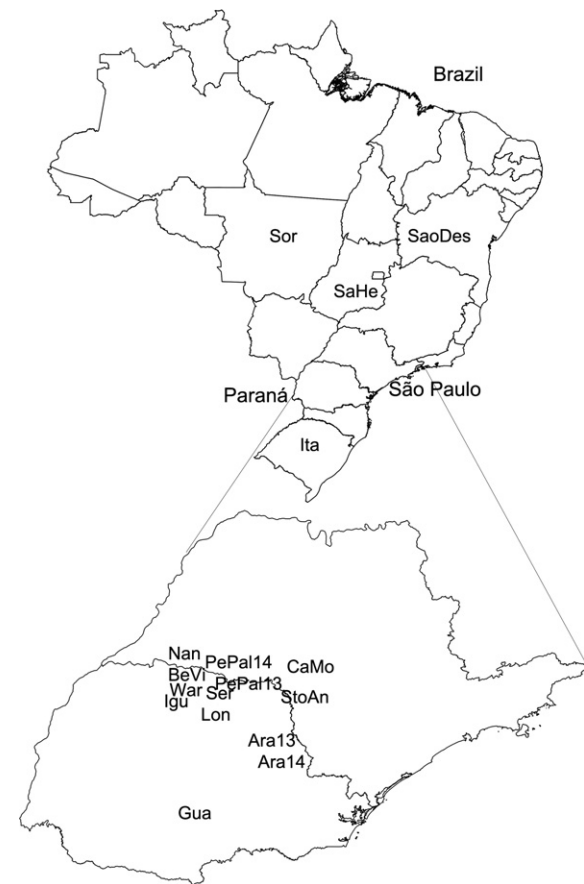 Brazil
Sor
SaoDes
SaHe
Paraná
São Paulo
Ita
Nan
PePal14
CaMo
BeVi
PePal13
War
Ser
StoAn
Igu
Lon
Ara13
Ara14
Gua